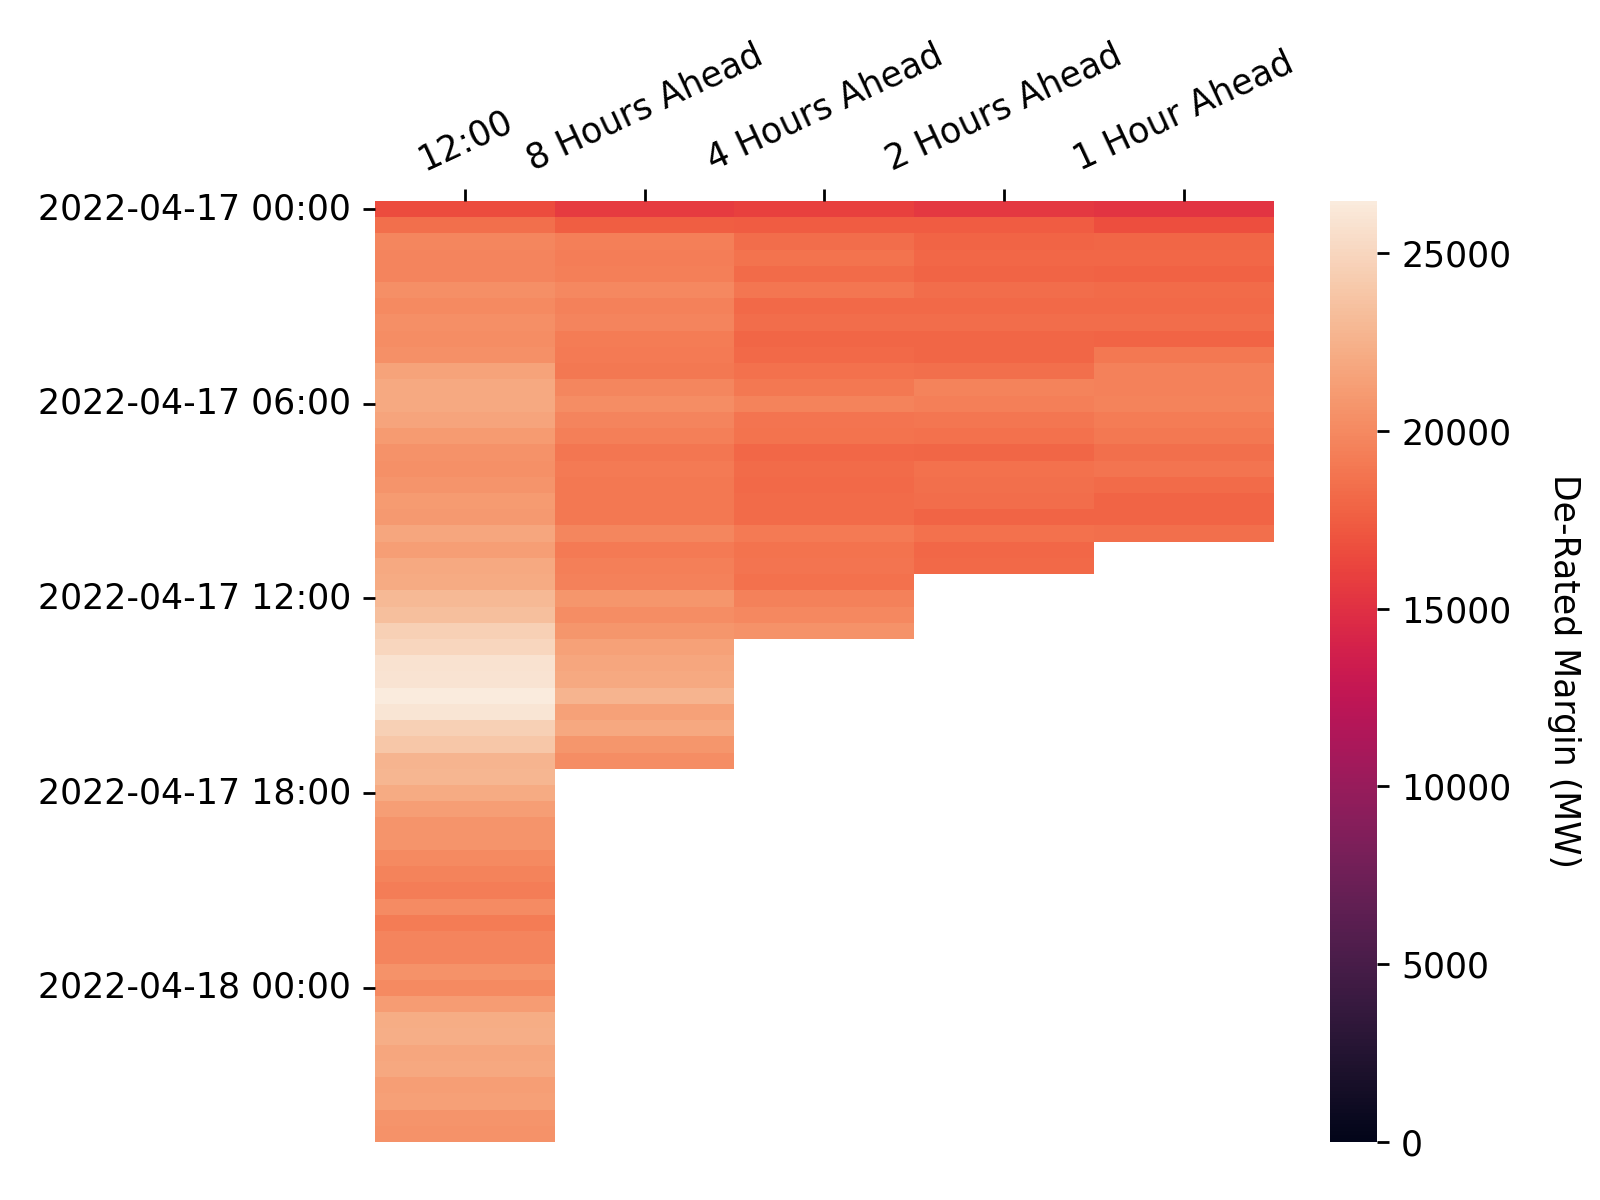 12:00
8 Hours Ahead
4 Hours Ahead
2 Hours Ahead
1 Hour Ahead
2022-04-17 00:00
2022-04-17 06:00
2022-04-17 12:00
2022-04-17 18:00
2022-04-18 00:00
25000
20000
15000
10000
5000
0
De-Rated Margin (MW)